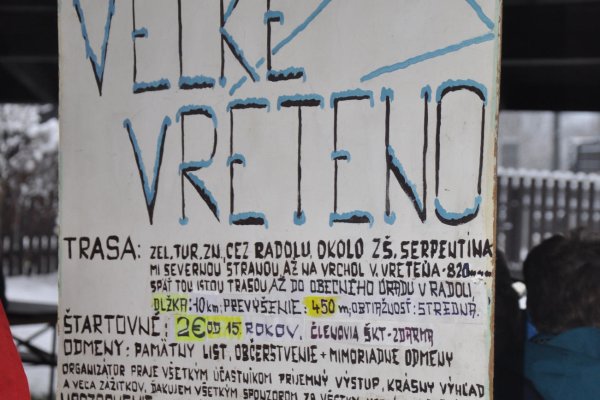 VEĽKÉ
VRETENO
TRASA: ZEL. TUR. ZN., CEZ RADOĽU, OKOLO ZŠ, SERPENTÍNA
MI SEVERNOU STRANOU AŽ NA VRCHOL V. VRETEŇA - 820
SPÄŤ TOU ISTOU TRASOU AŽ DO OBECNÉHO ÚRADU V RADOLI,
DĹŽKA: 10 km; PREVÝŠENIE: 450 m, OBTIAŽNOSŤ: STREDNÁ
ŠTARTOVNÉ: 2€ OD 15 ROKOV, ČLENOVIA ŠKT - ZDARMA
ODMENY: PAMÄTNÝ LIST, OBČERSTVENIE + MIMORIADNE ODMENY
ORGANIZÁTOR PRAJE VŠETKÝM ÚČASTNÍKOM PRÍJEMNÝ VÝSTUP, KRÁSNY VÝHĽAD
A VEĽA ZÁŽITKOV, ĎAKUJEM VŠETKÝM SPONZOROM ZA